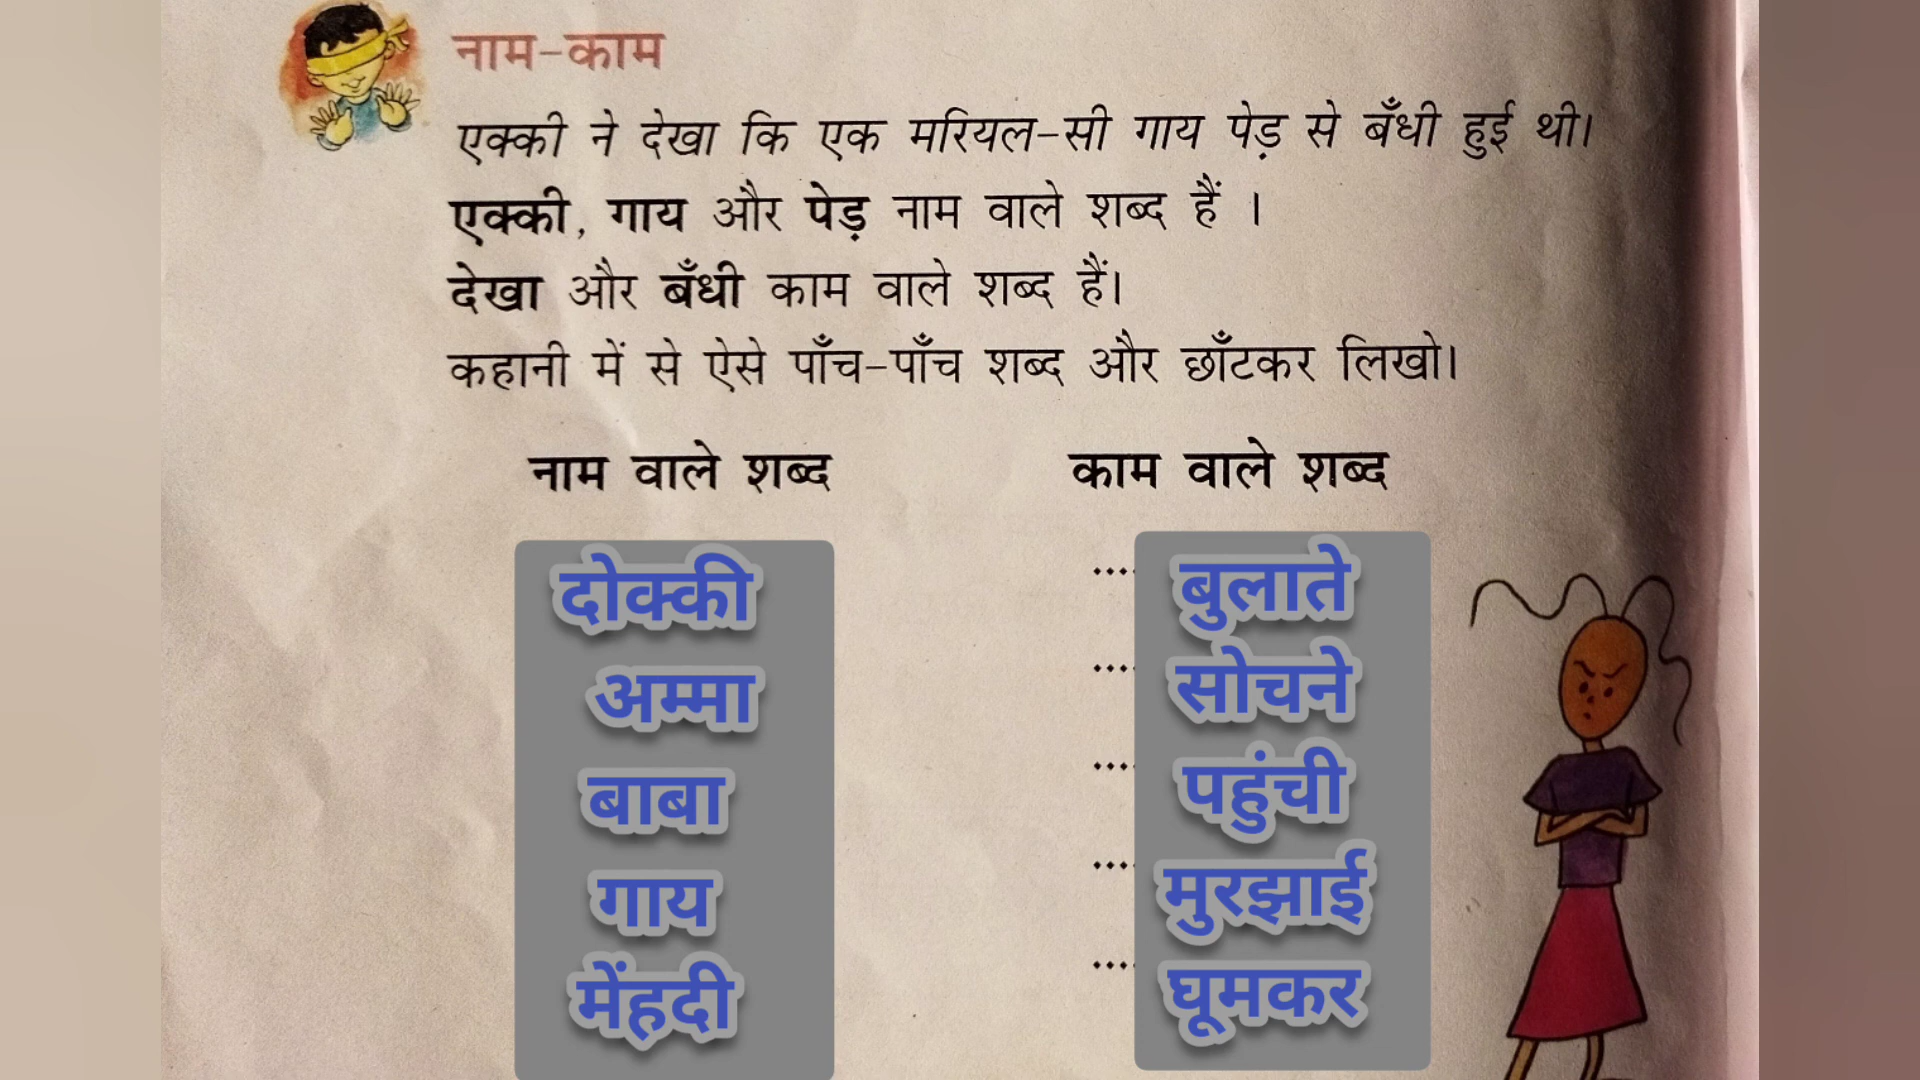 नाम-काम
एक्की ने देखा कि एक मरियल-सी गाय पेड़ से बँधी हुई थी।
एक्की, गाय और पेड़ नाम वाले शब्द हैं ।
देखा और बँधी काम वाले शब्द हैं।
कहानी में से ऐसे पाँच-पाँच शब्द और छाँटकर लिखो।
नाम वाले शब्द काम वाले शब्द
दोक्की .... बुलाते
अम्मा .... सोचने
बाबा .... पहुंची
गाय .... मुरझाई
मेंहदी .... घूमकर